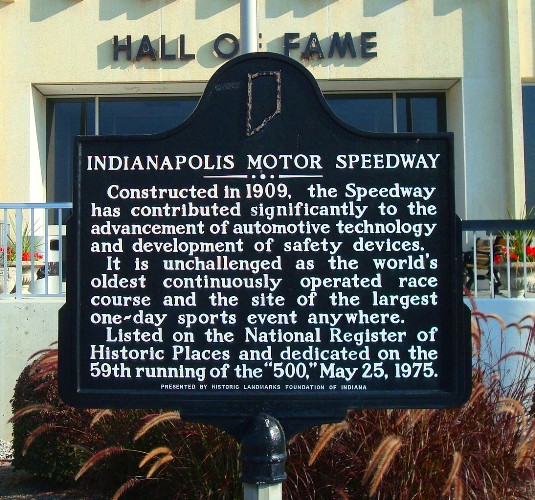 HALL OF FAME
INDIANAPOLIS MOTOR SPEEDWAY
Constructed in 1909, the Speedway
has contributed significantly to the
advancement of automotive technology
and development of safety devices.
It is unchallenged as the world's
oldest continuously operated race
course and the site of the largest
one-day sports event anywhere.
Listed on the National Register of
Historic Places and dedicated on the
59th running of the "500," May 25, 1975.
PRESENTED BY HISTORIC LANDMARKS FOUNDATION OF INDIANA